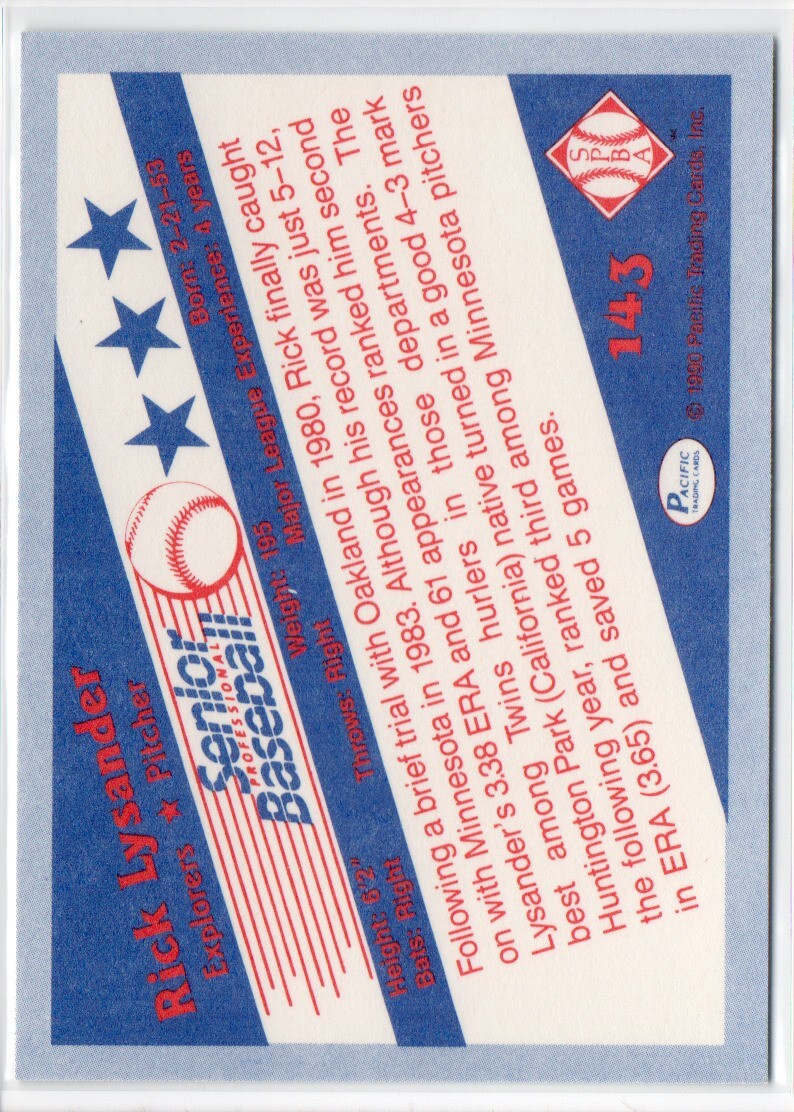 Rick Lysander
Explorers ★ Pitcher
Senior
PROFESSIONAL
Baseball
Height: 6'2" Weight: 195 Born: 2-21-53
Bats: Right Throws: Right Major League Experience: 4 years
Following a brief trial with Oakland in 1980, Rick finally caught
on with Minnesota in 1983. Although his record was just 5-12,
Lysander's 3.38 ERA and 61 appearances ranked him second
best among Twins hurlers in those departments. The
Huntington Park (California) native turned in a good 4-3 mark
the following year, ranked third among Minnesota pitchers
in ERA (3.65) and saved 5 games.
SPBA
143
PACIFIC
TRADING CARDS
© 1990 Pacific Trading Cards, Inc.